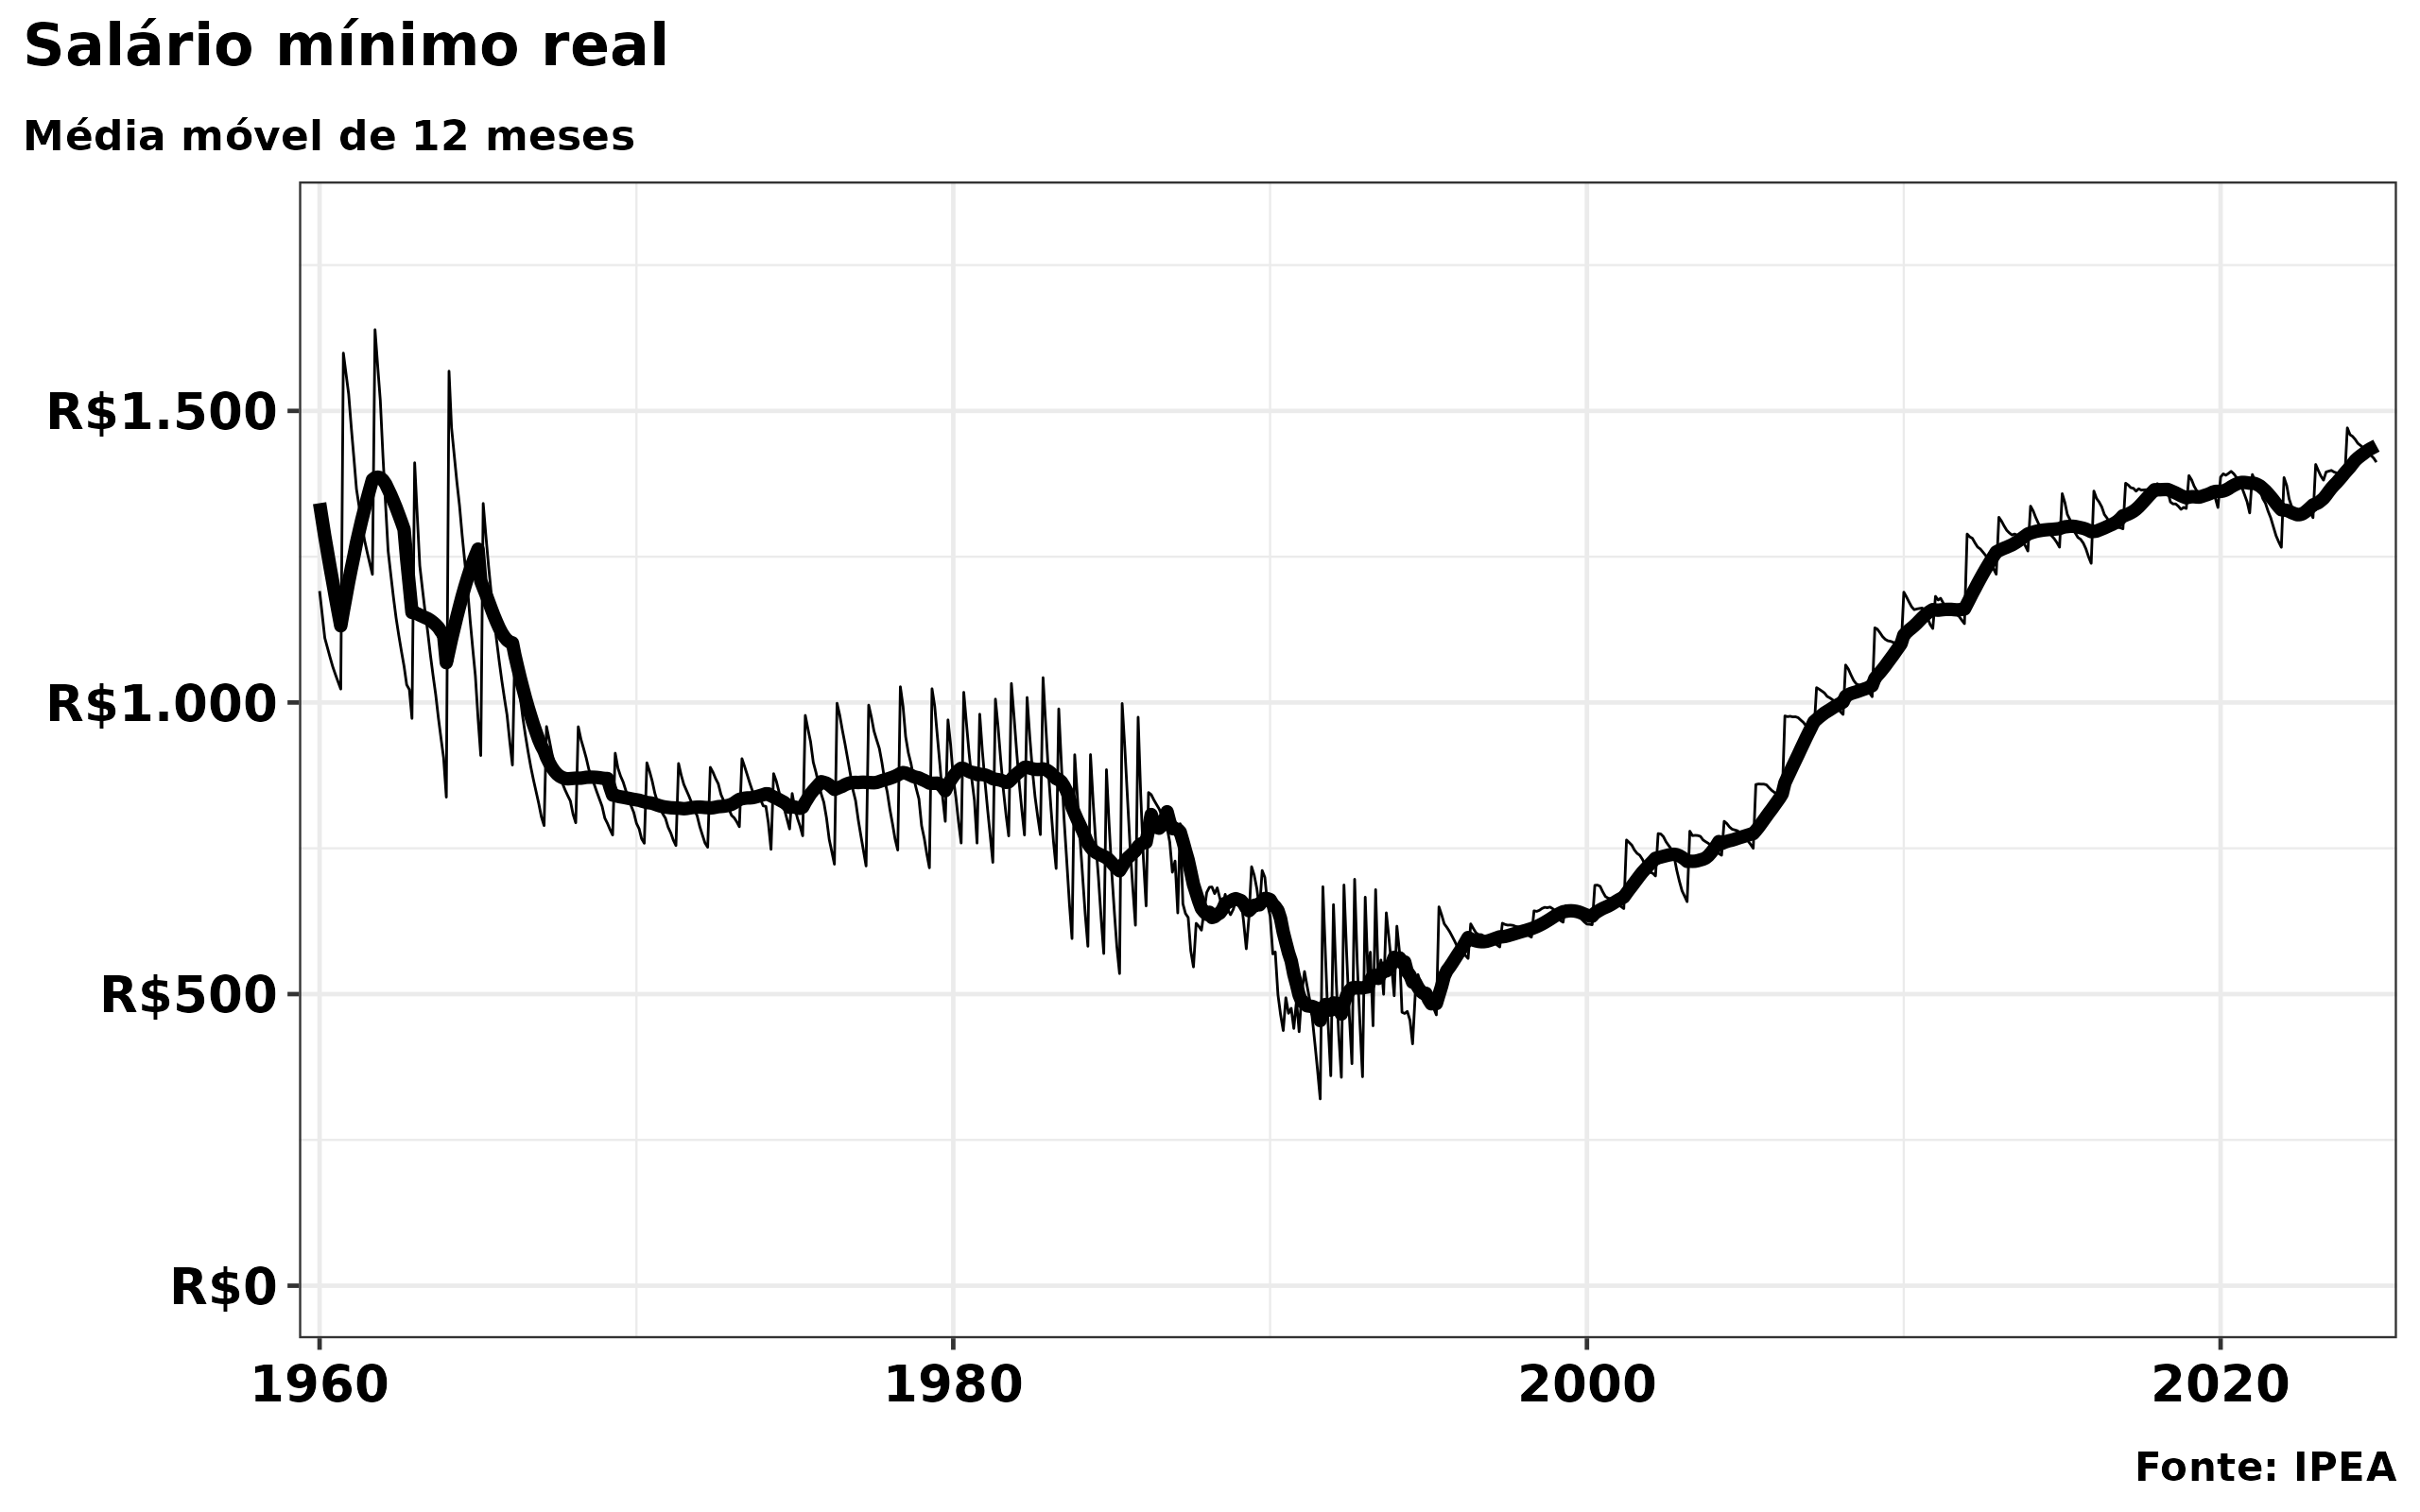 Salário mínimo real
Média móvel de 12 meses
R$1.500
R$1.000
R$500
R$0
1960 1980 2000 2020
Fonte: IPEA